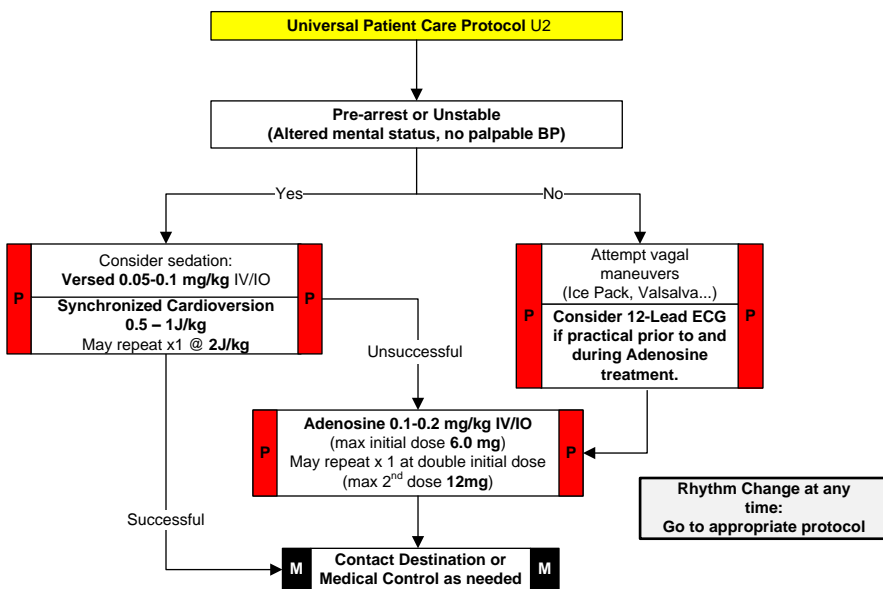 Universal Patient Care Protocol U2
Pre-arrest or Unstable
(Altered mental status, no palpable BP)
Yes
No
P
Consider sedation:
Versed 0.05-0.1 mg/kg IV/IO
Synchronized Cardioversion
0.5 – 1J/kg
May repeat x1 @ 2J/kg
P
P
Attempt vagal
maneuvers
(Ice Pack, Valsalva...)
Consider 12-Lead ECG
if practical prior to and
during Adenosine
treatment.
P
Unsuccessful
P
Adenosine 0.1-0.2 mg/kg IV/IO
(max initial dose 6.0 mg)
May repeat x 1 at double initial dose
(max 2nd dose 12mg)
P
Rhythm Change at any
time:
Go to appropriate protocol
Successful
M
Contact Destination or
Medical Control as needed
M